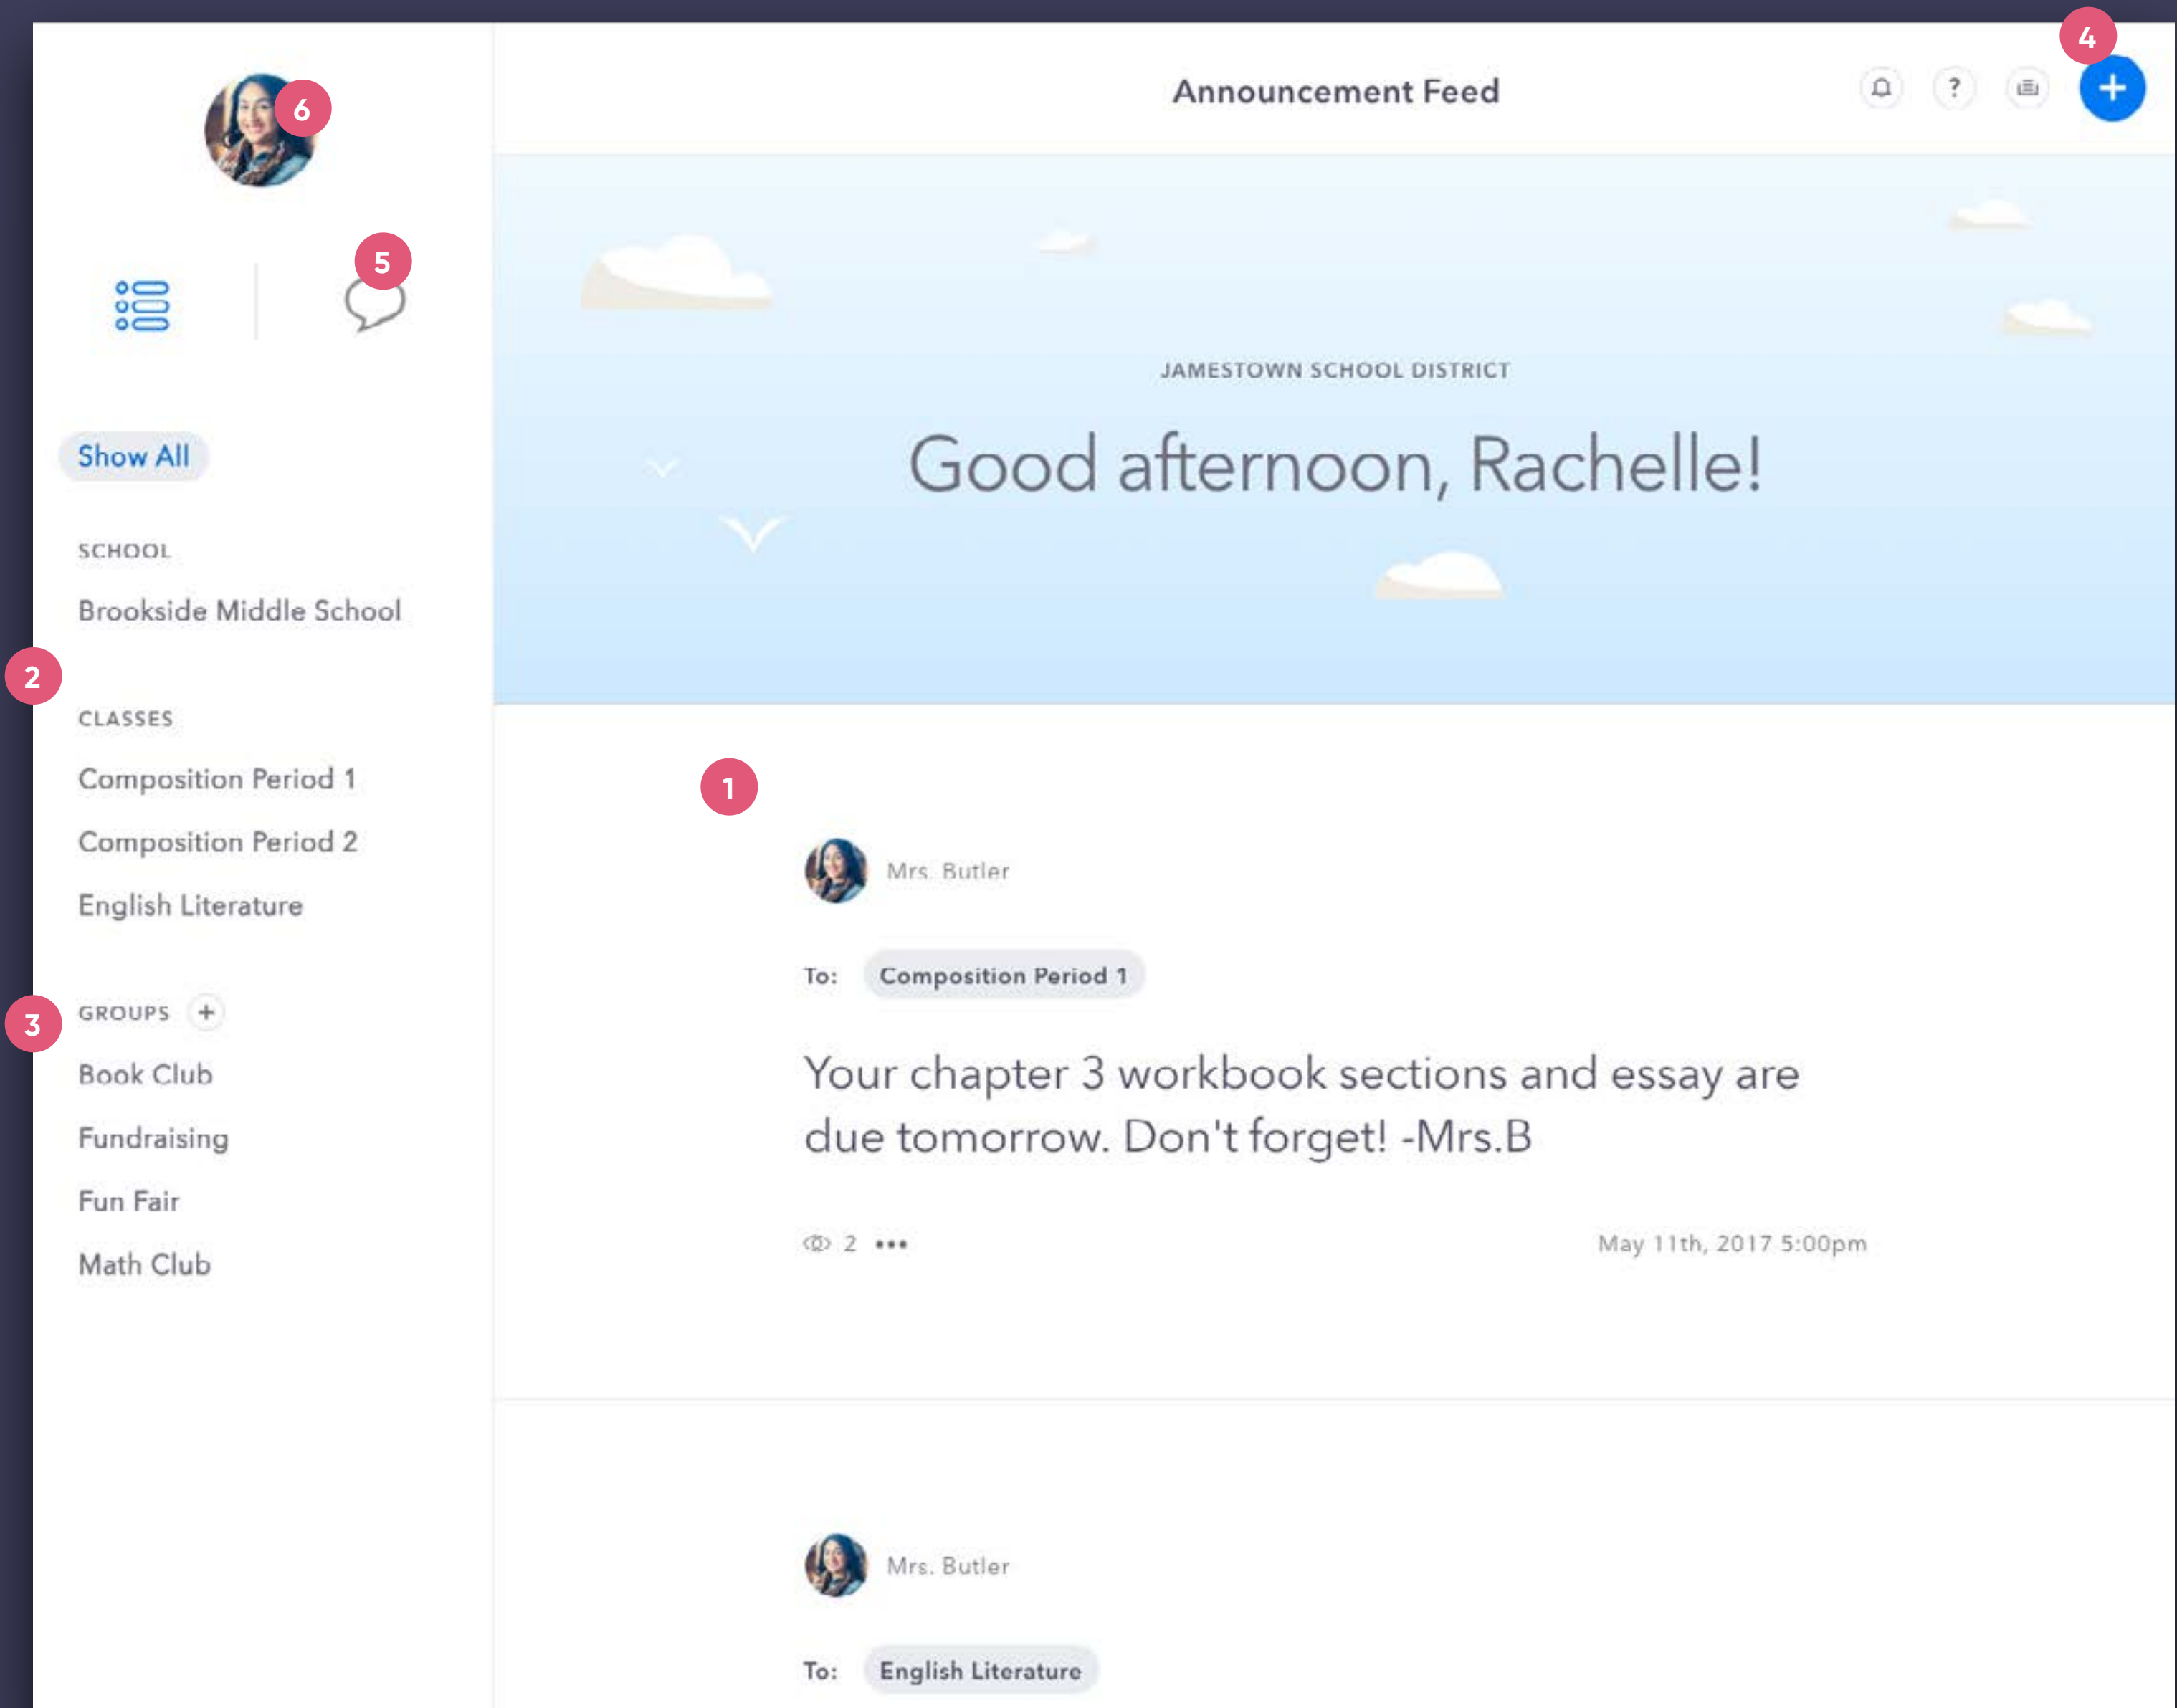 6
5
Show All
SCHOOL
Brookside Middle School
2
CLASSES
Composition Period 1
Composition Period 2
English Literature
3
GROUPS +
Book Club
Fundraising
Fun Fair
Math Club
Announcement Feed
?
4
+
JAMESTOWN SCHOOL DISTRICT
Good afternoon, Rachelle!
1
Mrs. Butler
To: Composition Period 1
Your chapter 3 workbook sections and essay are
due tomorrow. Don't forget! -Mrs.B
2 •••
May 11th, 2017 5:00pm
Mrs. Butler
To: English Literature